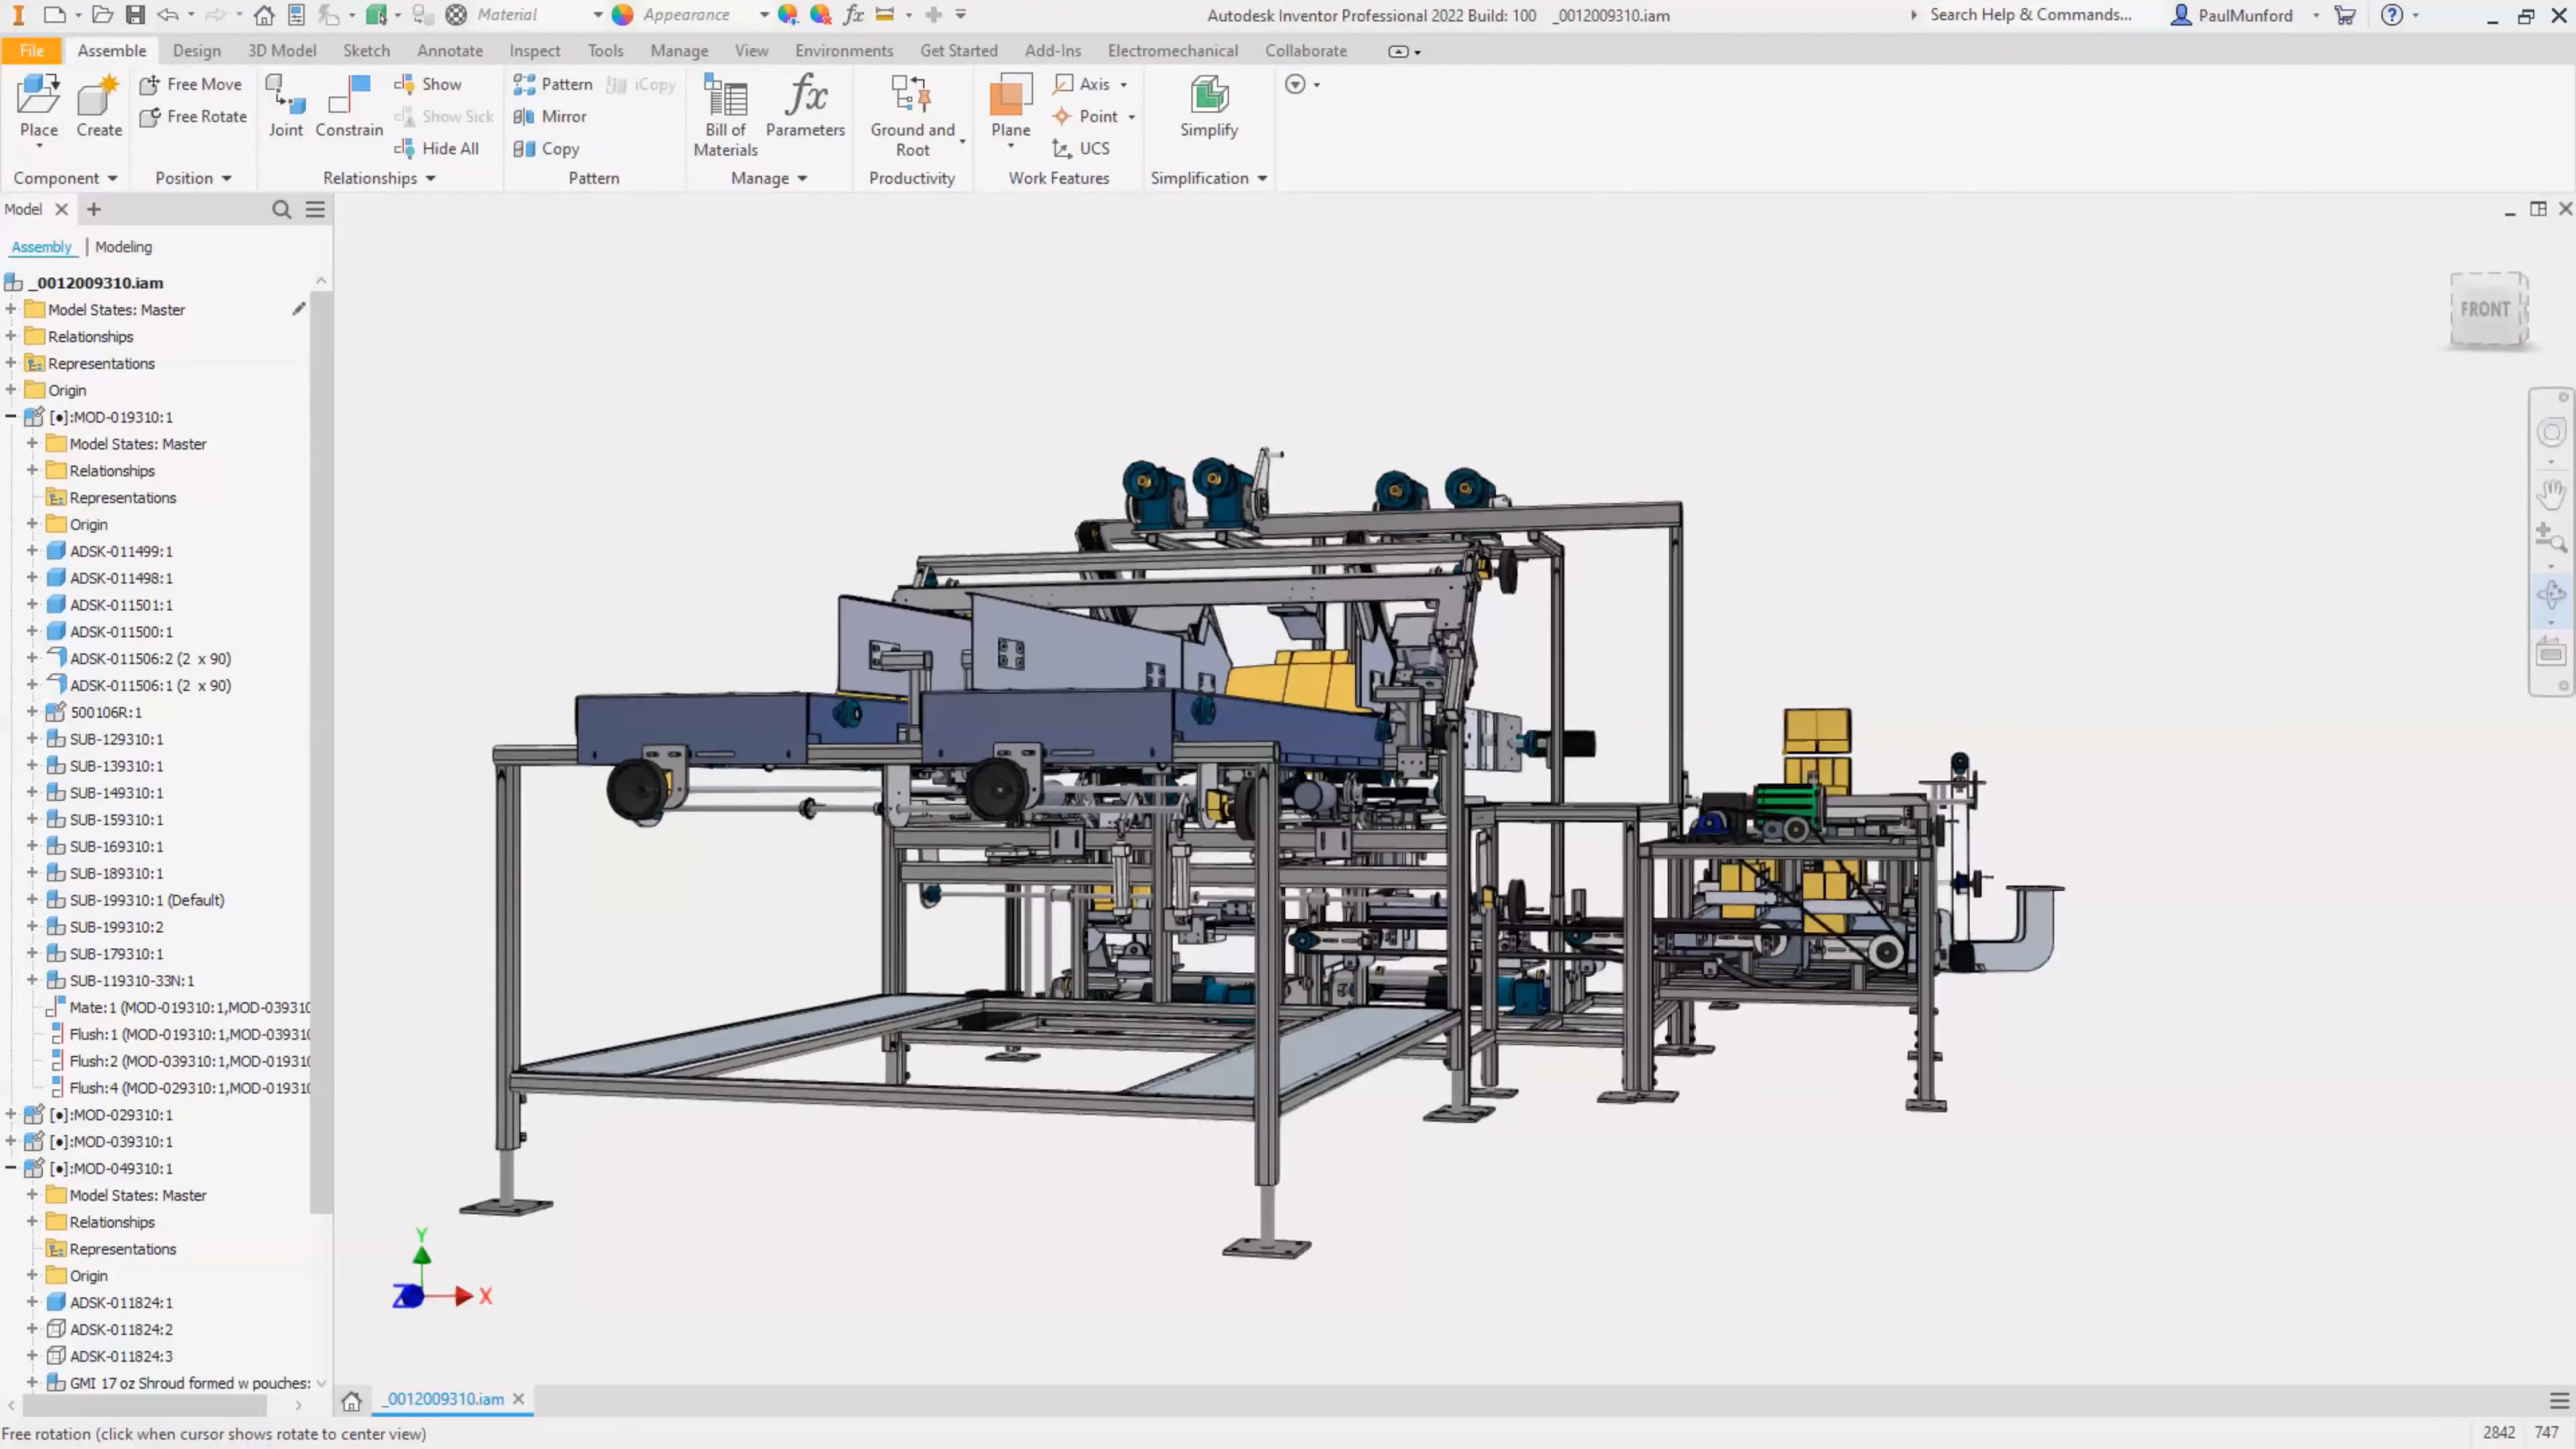 Material
Appearance
fx
Autodesk Inventor Professional 2022 Build: 100 _0012009310.iam
Search Help & Commands...
PaulMunford
File Assemble Design 3D Model Sketch Annotate Inspect Tools Manage View Environments Get Started Add-Ins Electromechanical Collaborate
Place
Create
Free Move
Free Rotate
Joint
Constrain
Show
Show Sick
Hide All
Pattern
iCopy
Mirror
Copy
Bill of
Materials
fx
Parameters
Ground and
Root
Plane
Axis
Point
UCS
Simplify
Component
Position
Relationships
Pattern
Manage
Productivity
Work Features
Simplification
Model
Assembly | Modeling
_0012009310.iam
Model States: Master
Relationships
Representations
Origin
[•]:MOD-019310:1
Model States: Master
Relationships
Representations
Origin
ADSK-011499:1
ADSK-011498:1
ADSK-011501:1
ADSK-011500:1
ADSK-011506:2 (2 x 90)
ADSK-011506:1 (2 x 90)
500106R:1
SUB-129310:1
SUB-139310:1
SUB-149310:1
SUB-159310:1
SUB-169310:1
SUB-189310:1
SUB-199310:1 (Default)
SUB-199310:2
SUB-179310:1
SUB-119310-33N:1
Mate:1 (MOD-019310:1,MOD-039310
Flush:1 (MOD-019310:1,MOD-039310
Flush:2 (MOD-039310:1,MOD-019310
Flush:4 (MOD-029310:1,MOD-019310
[•]:MOD-029310:1
[•]:MOD-039310:1
[•]:MOD-049310:1
Model States: Master
Relationships
Representations
Origin
ADSK-011824:1
ADSK-011824:2
ADSK-011824:3
GMI 17 oz Shroud formed w pouches:
FRONT
Y
Z
X
_0012009310.iam
Free rotation (click when cursor shows rotate to center view)
2842 747